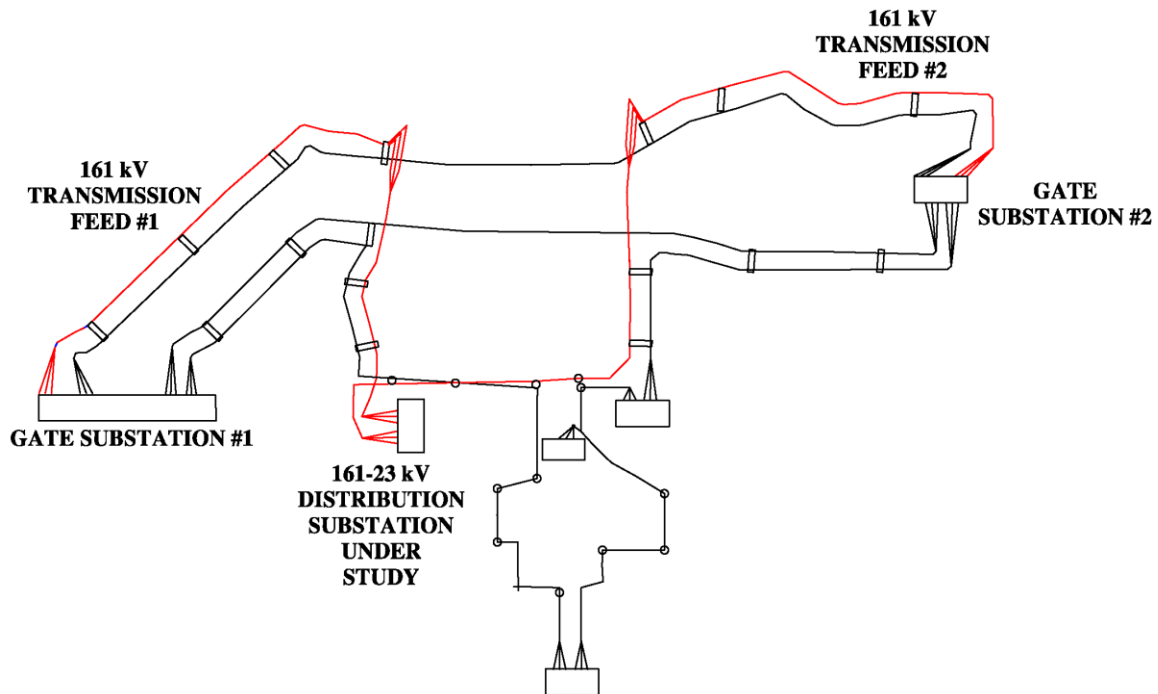 161 kV
TRANSMISSION
FEED #2
161 kV
TRANSMISSION
FEED #1
GATE
SUBSTATION #2
GATE SUBSTATION #1
161-23 kV
DISTRIBUTION
SUBSTATION
UNDER
STUDY